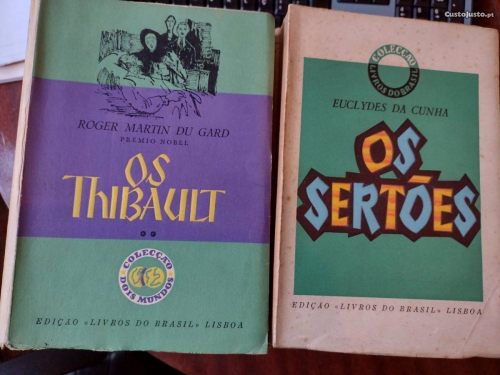 ROGER MARTIN DU GARD
PREMIO NOBEL
OS
THIBAULT
COLECÇÃO
DOIS MUNDOS
EDIÇÃO «LIVROS DO BRASIL» LISBOA
COLECÇÃO
LIVROS DO BRASIL
EUCLYDES DA CUNHA
OS
SERTÕES
EDIÇÃO «LIVROS DO BRASIL» LISBOA
CustoJusto.pt